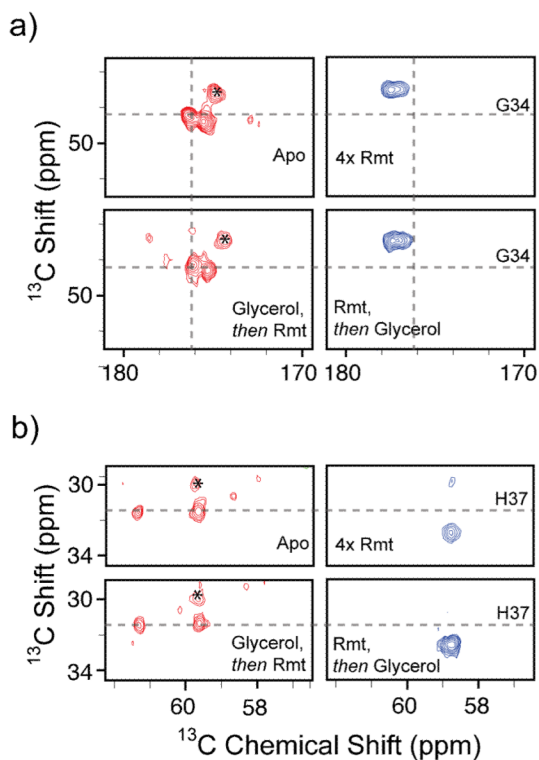 a)
*
Apo
4x Rmt
G34
50
*
Glycerol,
then Rmt
Rmt,
then Glycerol
G34
50
¹³C Shift (ppm)
180
170
180
170
b)
30
34
*
Apo
4x Rmt
H37
30
34
*
Glycerol,
then Rmt
Rmt,
then Glycerol
H37
¹³C Shift (ppm)
60
58
60
58
¹³C Chemical Shift (ppm)